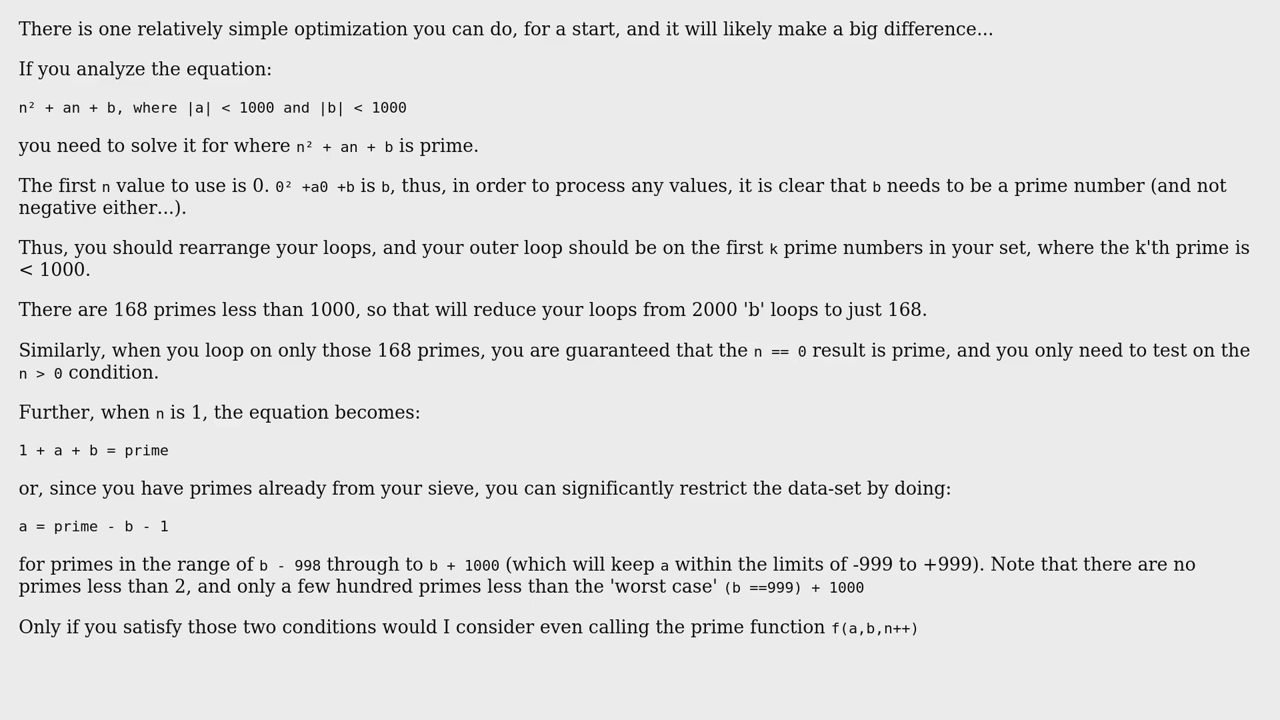 There is one relatively simple optimization you can do, for a start, and it will likely make a big difference...
If you analyze the equation:
n² + an + b, where |a| < 1000 and |b| < 1000
you need to solve it for where n² + an + b is prime.
The first n value to use is 0. 0² +a0 +b is b, thus, in order to process any values, it is clear that b needs to be a prime number (and not
negative either...).
Thus, you should rearrange your loops, and your outer loop should be on the first k prime numbers in your set, where the k'th prime is
< 1000.
There are 168 primes less than 1000, so that will reduce your loops from 2000 'b' loops to just 168.
Similarly, when you loop on only those 168 primes, you are guaranteed that the n == 0 result is prime, and you only need to test on the
n > 0 condition.
Further, when n is 1, the equation becomes:
1 + a + b = prime
or, since you have primes already from your sieve, you can significantly restrict the data-set by doing:
a = prime - b - 1
for primes in the range of b - 998 through to b + 1000 (which will keep a within the limits of -999 to +999). Note that there are no
primes less than 2, and only a few hundred primes less than the 'worst case' (b ==999) + 1000
Only if you satisfy those two conditions would I consider even calling the prime function f(a,b,n++)